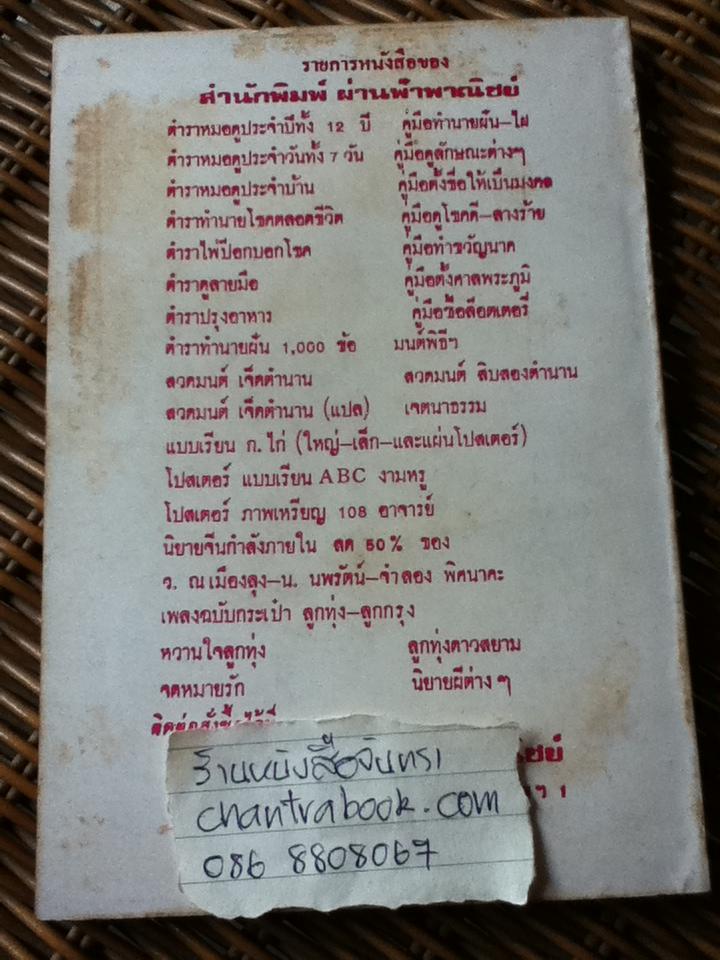 รายการหนังสือของ
สำนักพิมพ์ ผ่านฟ้าพาณิชย์
ตำราหมอดูประจำปีทั้ง 12 ปี คู่มือทำนายฝัน–ไฝ
ตำราหมอดูประจำวันทั้ง 7 วัน คู่มือดูลักษณะต่างๆ
ตำราหมอดูประจำบ้าน คู่มือตั้งชื่อให้เป็นมงคล
ตำราทำนายโชคตลอดชีวิต คู่มือดูโชคดี–ลางร้าย
ตำราไพ่ป๊อกบอกโชค คู่มือทำขวัญนาค
ตำราดูลายมือ คู่มือตั้งศาลพระภูมิ
ตำราปรุงอาหาร คู่มือซื้อล็อตเตอรี่
ตำราทำนายฝัน 1,000 ข้อ มนต์พิธีฯ
สวดมนต์ เจ็ดตำนาน สวดมนต์ สิบสองตำนาน
สวดมนต์ เจ็ดตำนาน (แปล) เจตนาธรรม
แบบเรียน ก. ไก่ (ใหญ่–เล็ก–และแผ่นโปสเตอร์)
โปสเตอร์ แบบเรียน ABC งามหรู
โปสเตอร์ ภาพเหรียญ 108 อาจารย์
นิยายจีนกำลังภายใน ลด 50% ของ
ว. ณ เมืองลุง–น. นพรัตน์–จำลอง พิศนาคะ
เพลงฉบับกระเป๋า ลูกทุ่ง–ลูกกรุง
หวานใจลูกทุ่ง ลูกทุ่งดาวสยาม
จดหมายรัก นิยายผีต่าง ๆ
ร้านหนังสือจันทรา
chantrabook.com
086 8808067